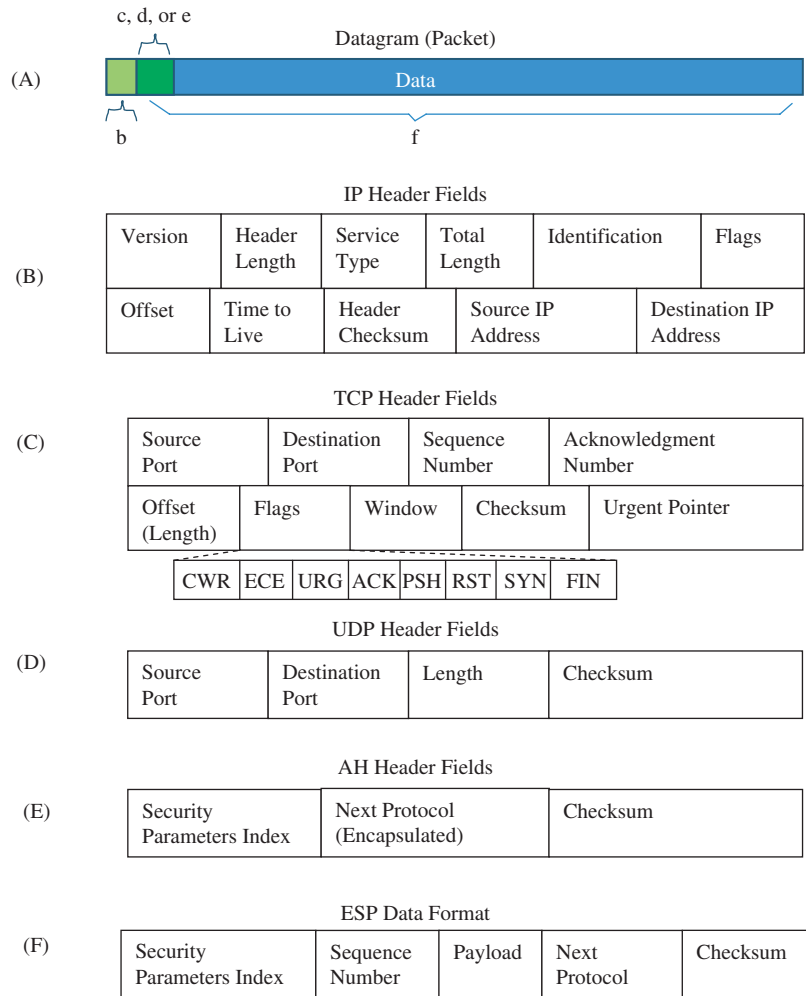 c, d, or e
Datagram (Packet)
(A)
Data
b
f
IP Header Fields
(B)
Version
Header
Length
Service
Type
Total
Length
Identification
Flags
Offset
Time to
Live
Header
Checksum
Source IP
Address
Destination IP
Address
TCP Header Fields
(C)
Source
Port
Destination
Port
Sequence
Number
Acknowledgment
Number
Offset
(Length)
Flags
Window
Checksum
Urgent Pointer
CWR ECE URG ACK PSH RST SYN FIN
UDP Header Fields
(D)
Source
Port
Destination
Port
Length
Checksum
AH Header Fields
(E)
Security
Parameters Index
Next Protocol
(Encapsulated)
Checksum
ESP Data Format
(F)
Security
Parameters Index
Sequence
Number
Payload
Next
Protocol
Checksum